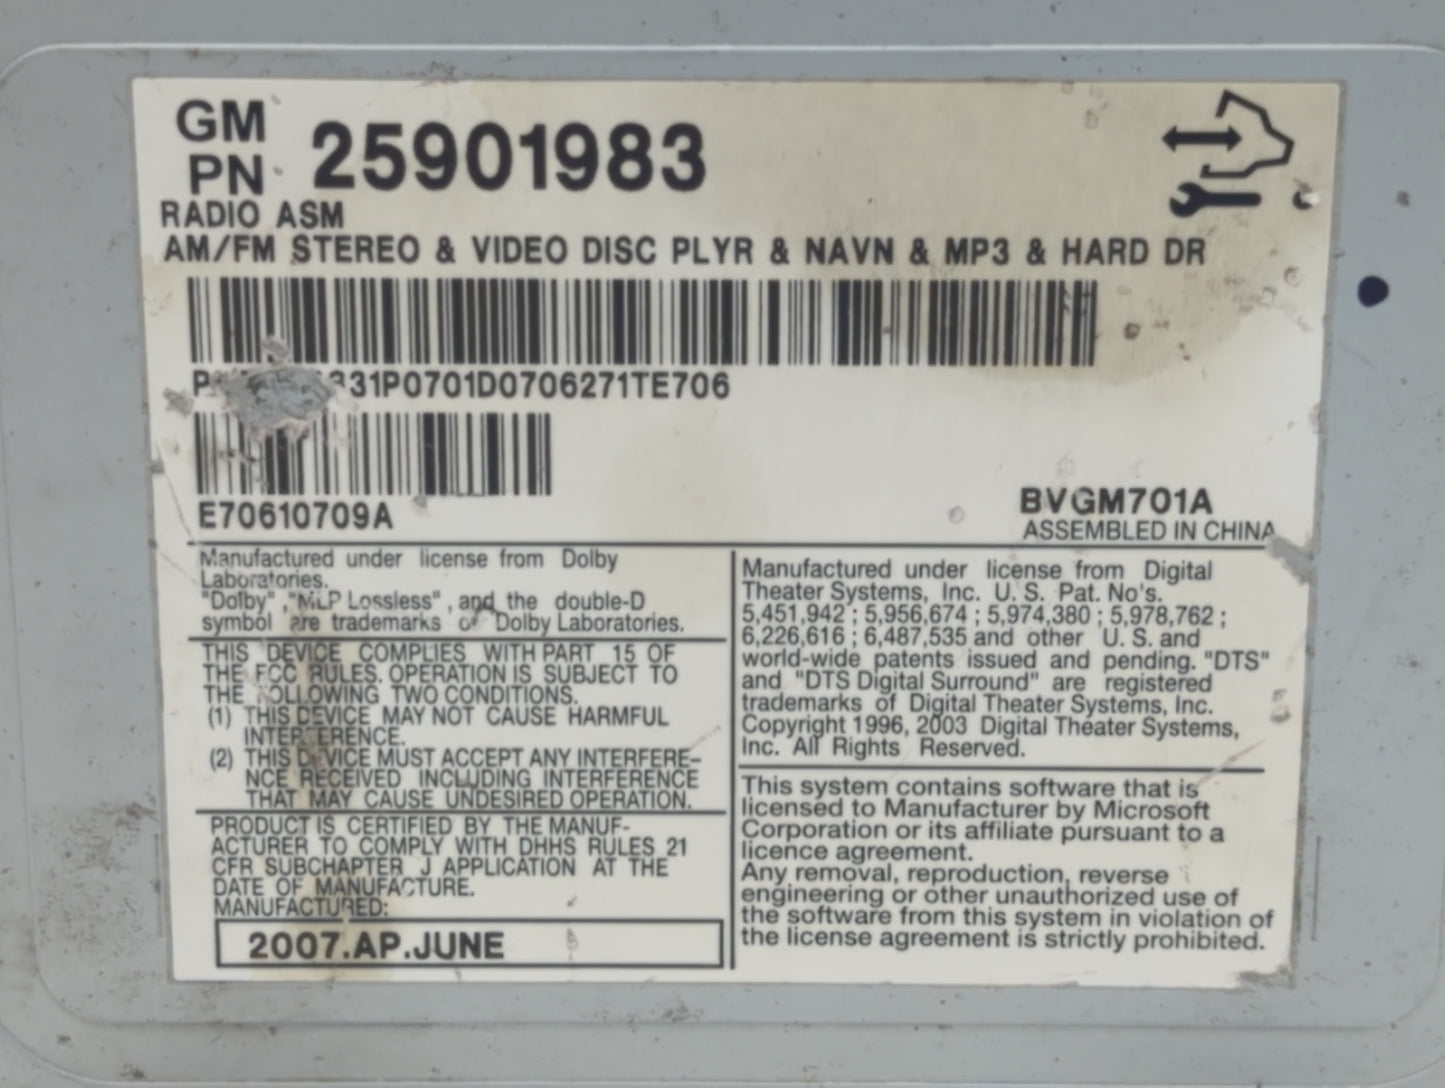 GM
PN 25901983
RADIO ASM
AM/FM STEREO & VIDEO DISC PLYR & NAVN & MP3 & HARD DR
E70610709A
BVGM701A
ASSEMBLED IN CHINA
Manufactured under license from Dolby
Laboratories.
"Dolby" ,"MLP Lossless" , and the double-D
symbol are trademarks of Dolby Laboratories.
THIS DEVICE COMPLIES WITH PART 15 OF
THE FCC RULES. OPERATION IS SUBJECT TO
THE FOLLOWING TWO CONDITIONS.
(1) THIS DEVICE MAY NOT CAUSE HARMFUL
INTERFERENCE.
(2) THIS DEVICE MUST ACCEPT ANY INTERFERE-
NCE RECEIVED INCLUDING INTERFERENCE
THAT MAY CAUSE UNDESIRED OPERATION.
PRODUCT IS CERTIFIED BY THE MANUF-
ACTURER TO COMPLY WITH DHHS RULES 21
CFR SUBCHAPTER J APPLICATION AT THE
DATE OF MANUFACTURE.
MANUFACTURED:
2007.AP.JUNE
Manufactured under license from Digital
Theater Systems, Inc. U. S. Pat. No's.
5,451,942 ; 5,956,674 ; 5,974,380 ; 5,978,762 ;
6,226,616 ; 6,487,535 and other U. S. and
world-wide patents issued and pending. "DTS"
and "DTS Digital Surround" are registered
trademarks of Digital Theater Systems, Inc.
Copyright 1996, 2003 Digital Theater Systems,
Inc. All Rights Reserved.
This system contains software that is
licensed to Manufacturer by Microsoft
Corporation or its affiliate pursuant to a
licence agreement.
Any removal, reproduction, reverse
engineering or other unauthorized use of
the software from this system in violation of
the license agreement is strictly prohibited.